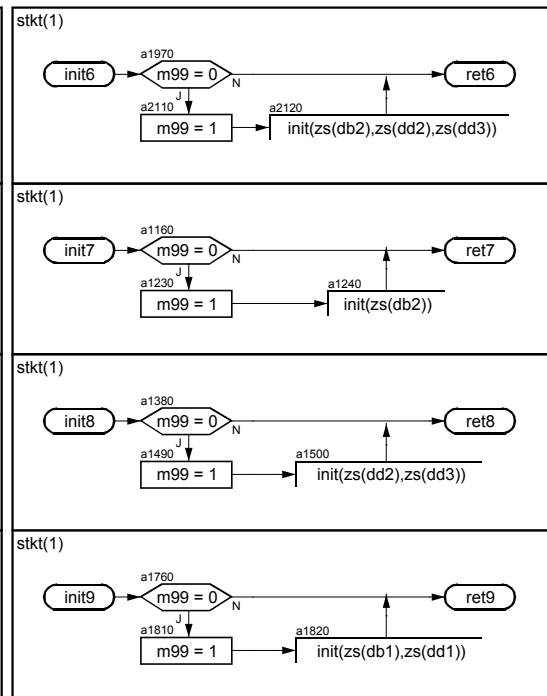 stkt(1)
a1970
init6 m99 = 0 N ret6
J
a2110 a2120
m99 = 1 init(zs(db2),zs(dd2),zs(dd3))
stkt(1)
a1160
init7 m99 = 0 N ret7
J
a1230 a1240
m99 = 1 init(zs(db2))
stkt(1)
a1380
init8 m99 = 0 N ret8
J
a1490 a1500
m99 = 1 init(zs(dd2),zs(dd3))
stkt(1)
a1760
init9 m99 = 0 N ret9
J
a1810 a1820
m99 = 1 init(zs(db1),zs(dd1))